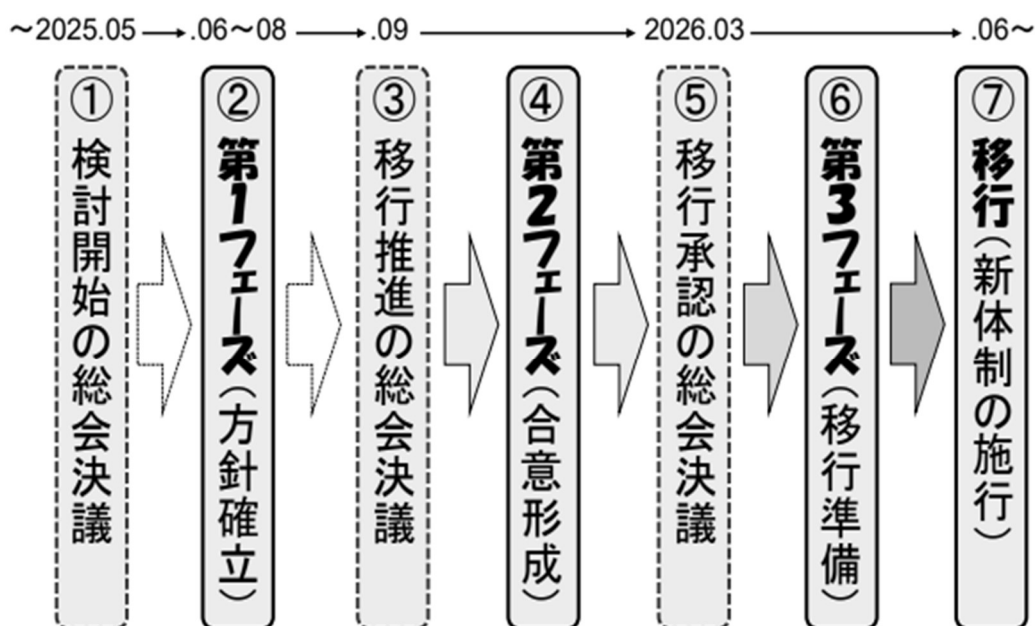 ～2025.05 → .06～08 → .09 → 2026.03 → .06～
① 検討開始の総会決議
② 第1フェーズ（方針確立）
③ 移行推進の総会決議
④ 第2フェーズ（合意形成）
⑤ 移行承認の総会決議
⑥ 第3フェーズ（移行準備）
⑦ 移行（新体制の施行）